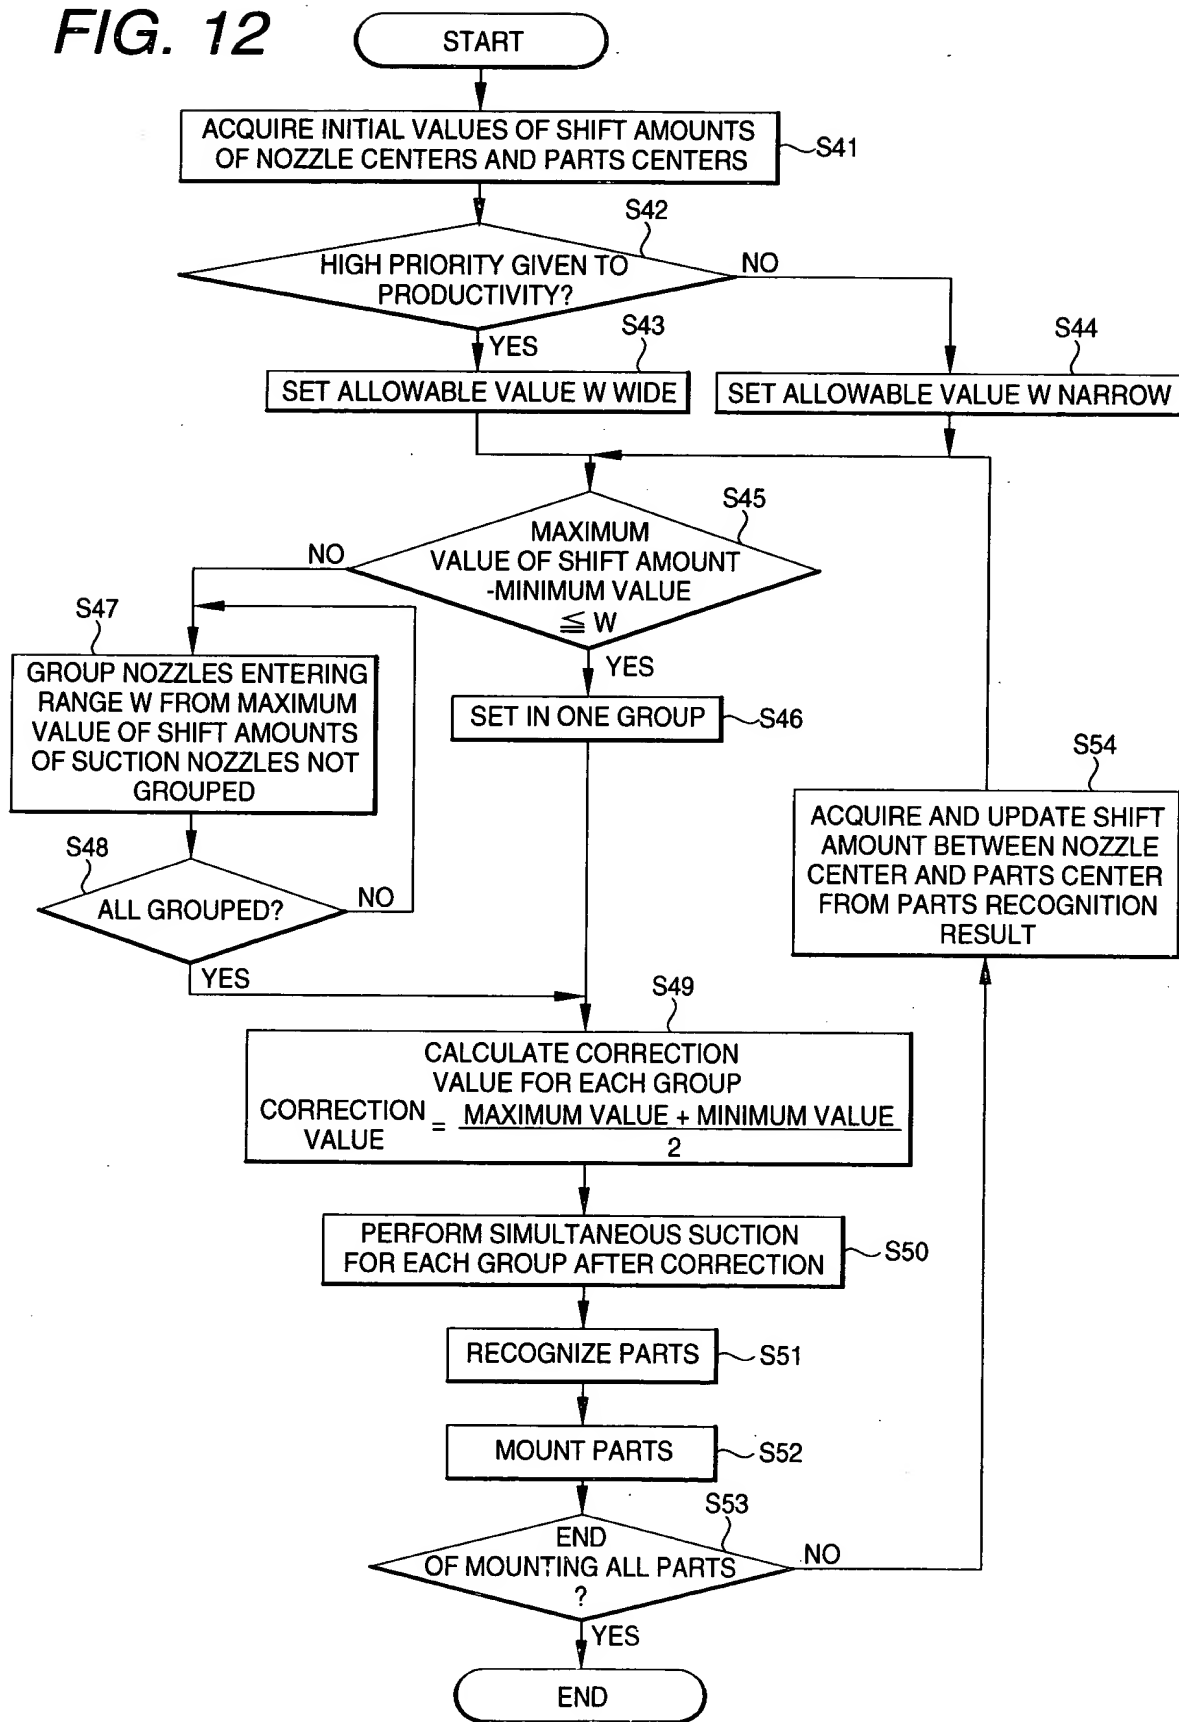 FIG. 12
START
ACQUIRE INITIAL VALUES OF SHIFT AMOUNTS
OF NOZZLE CENTERS AND PARTS CENTERS
S41
S42
HIGH PRIORITY GIVEN TO
PRODUCTIVITY?
NO
YES
S43
S44
SET ALLOWABLE VALUE W WIDE
SET ALLOWABLE VALUE W NARROW
S45
MAXIMUM
VALUE OF SHIFT AMOUNT
-MINIMUM VALUE
≦ W
NO
YES
S47
GROUP NOZZLES ENTERING
RANGE W FROM MAXIMUM
VALUE OF SHIFT AMOUNTS
OF SUCTION NOZZLES NOT
GROUPED
SET IN ONE GROUP
S46
S48
ALL GROUPED?
NO
YES
S54
ACQUIRE AND UPDATE SHIFT
AMOUNT BETWEEN NOZZLE
CENTER AND PARTS CENTER
FROM PARTS RECOGNITION
RESULT
S49
CALCULATE CORRECTION
VALUE FOR EACH GROUP
CORRECTION
VALUE
=
MAXIMUM VALUE + MINIMUM VALUE
2
PERFORM SIMULTANEOUS SUCTION
FOR EACH GROUP AFTER CORRECTION
S50
RECOGNIZE PARTS
S51
MOUNT PARTS
S52
S53
END
OF MOUNTING ALL PARTS
?
NO
YES
END